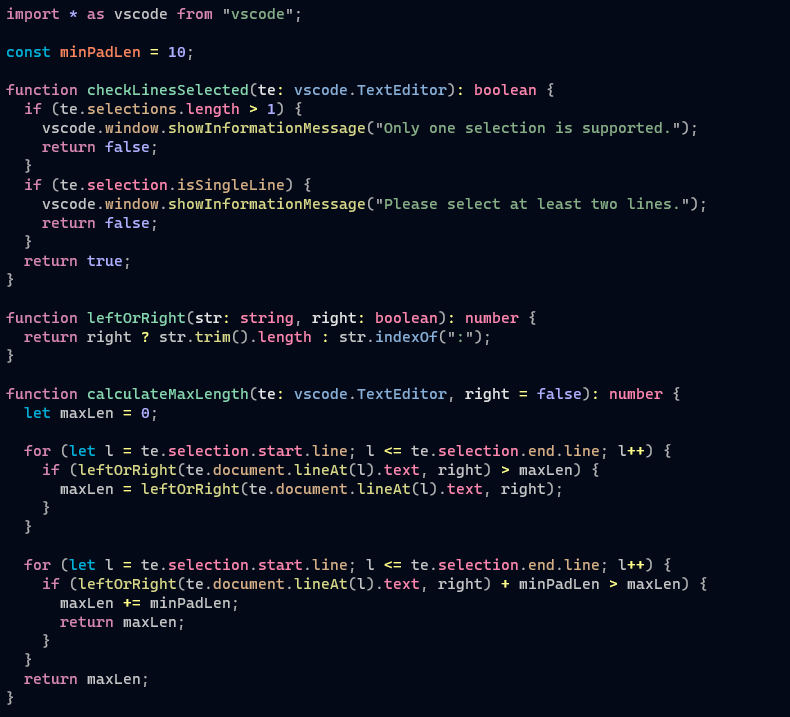 import * as vscode from "vscode";

const minPadLen = 10;

function checkLinesSelected(te: vscode.TextEditor): boolean {
  if (te.selections.length > 1) {
    vscode.window.showInformationMessage("Only one selection is supported.");
    return false;
  }
  if (te.selection.isSingleLine) {
    vscode.window.showInformationMessage("Please select at least two lines.");
    return false;
  }
  return true;
}

function leftOrRight(str: string, right: boolean): number {
  return right ? str.trim().length : str.indexOf(":");
}

function calculateMaxLength(te: vscode.TextEditor, right = false): number {
  let maxLen = 0;

  for (let l = te.selection.start.line; l <= te.selection.end.line; l++) {
    if (leftOrRight(te.document.lineAt(l).text, right) > maxLen) {
      maxLen = leftOrRight(te.document.lineAt(l).text, right);
    }
  }

  for (let l = te.selection.start.line; l <= te.selection.end.line; l++) {
    if (leftOrRight(te.document.lineAt(l).text, right) + minPadLen > maxLen) {
      maxLen += minPadLen;
      return maxLen;
    }
  }
  return maxLen;
}